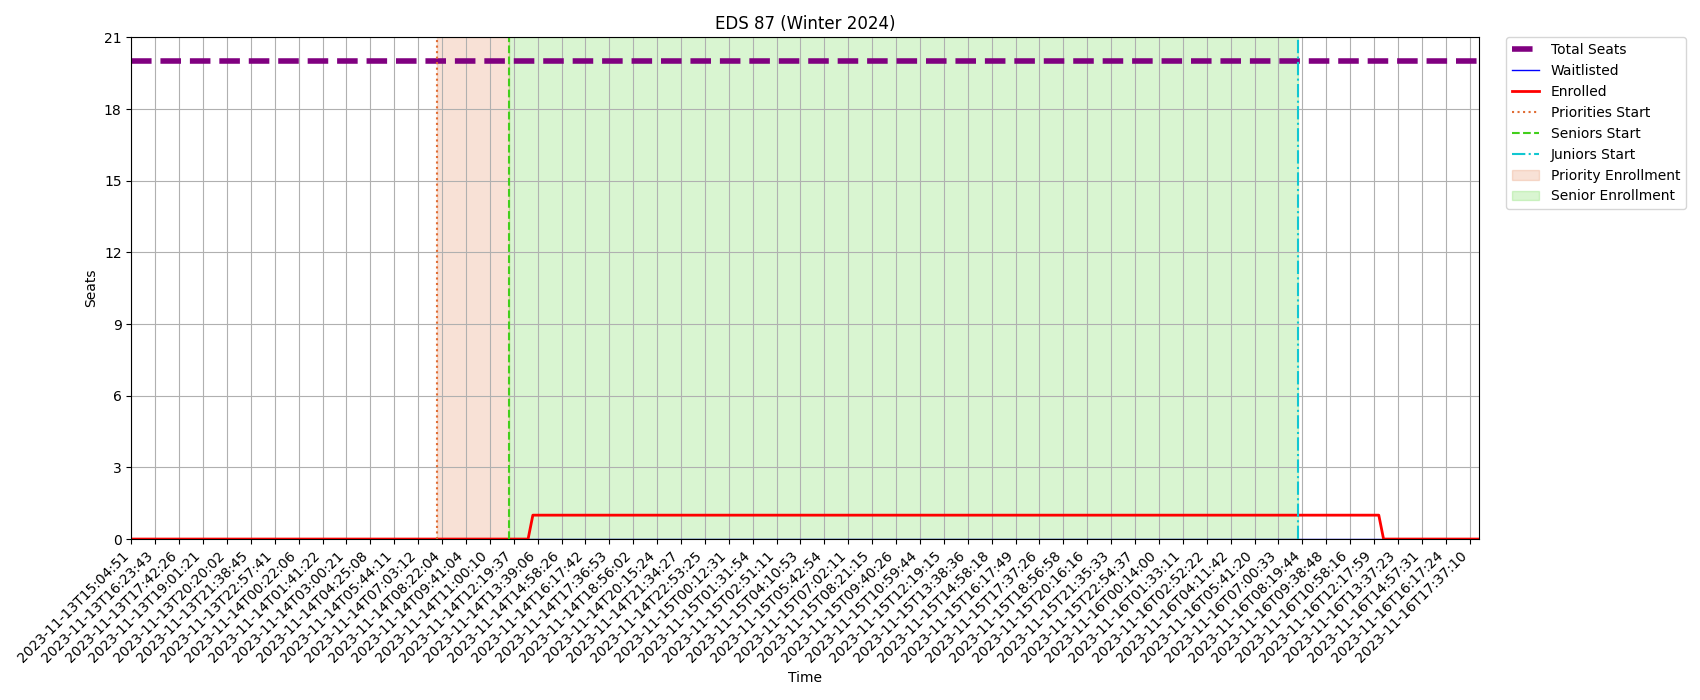 EDS 87 (Winter 2024)
21
18
15
12
9
6
3
0
Seats
2023-11-13T15:04:51
2023-11-13T16:23:43
2023-11-13T17:42:26
2023-11-13T19:01:21
2023-11-13T20:20:02
2023-11-13T21:38:45
2023-11-13T22:57:41
2023-11-14T00:22:06
2023-11-14T01:41:22
2023-11-14T03:00:21
2023-11-14T04:25:08
2023-11-14T05:44:11
2023-11-14T07:03:12
2023-11-14T08:22:04
2023-11-14T09:41:04
2023-11-14T11:00:10
2023-11-14T12:19:37
2023-11-14T13:39:06
2023-11-14T14:58:26
2023-11-14T16:17:42
2023-11-14T17:36:53
2023-11-14T18:56:02
2023-11-14T20:15:24
2023-11-14T21:34:27
2023-11-14T22:53:25
2023-11-15T00:12:31
2023-11-15T01:31:54
2023-11-15T02:51:11
2023-11-15T04:10:53
2023-11-15T05:42:54
2023-11-15T07:02:11
2023-11-15T08:21:15
2023-11-15T09:40:26
2023-11-15T10:59:44
2023-11-15T12:19:15
2023-11-15T13:38:36
2023-11-15T14:58:18
2023-11-15T16:17:49
2023-11-15T17:37:26
2023-11-15T18:56:58
2023-11-15T20:16:16
2023-11-15T21:35:33
2023-11-15T22:54:37
2023-11-16T00:14:00
2023-11-16T01:33:11
2023-11-16T02:52:22
2023-11-16T04:11:42
2023-11-16T05:41:20
2023-11-16T07:00:33
2023-11-16T08:19:44
2023-11-16T09:38:48
2023-11-16T10:58:16
2023-11-16T12:17:59
2023-11-16T13:37:23
2023-11-16T14:57:31
2023-11-16T16:17:24
2023-11-16T17:37:10
Time
Total Seats
Waitlisted
Enrolled
Priorities Start
Seniors Start
Juniors Start
Priority Enrollment
Senior Enrollment